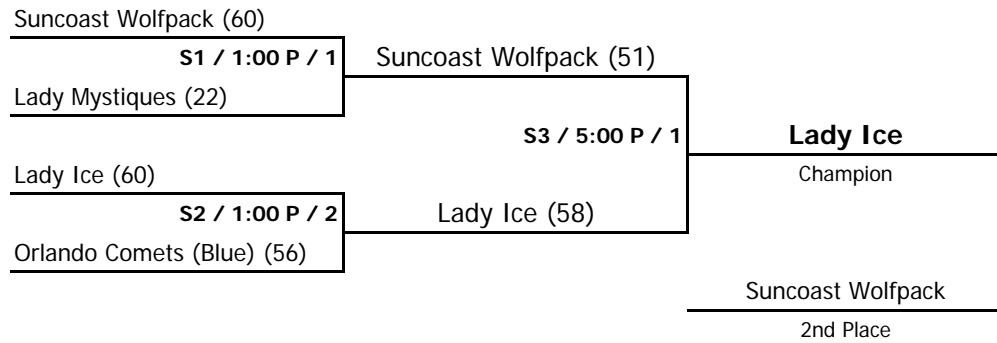 Suncoast Wolfpack (60)
S1 / 1:00 P / 1
Suncoast Wolfpack (51)
Lady Mystiques (22)
S3 / 5:00 P / 1
Lady Ice
Champion
Lady Ice (60)
S2 / 1:00 P / 2
Lady Ice (58)
Orlando Comets (Blue) (56)
Suncoast Wolfpack
2nd Place